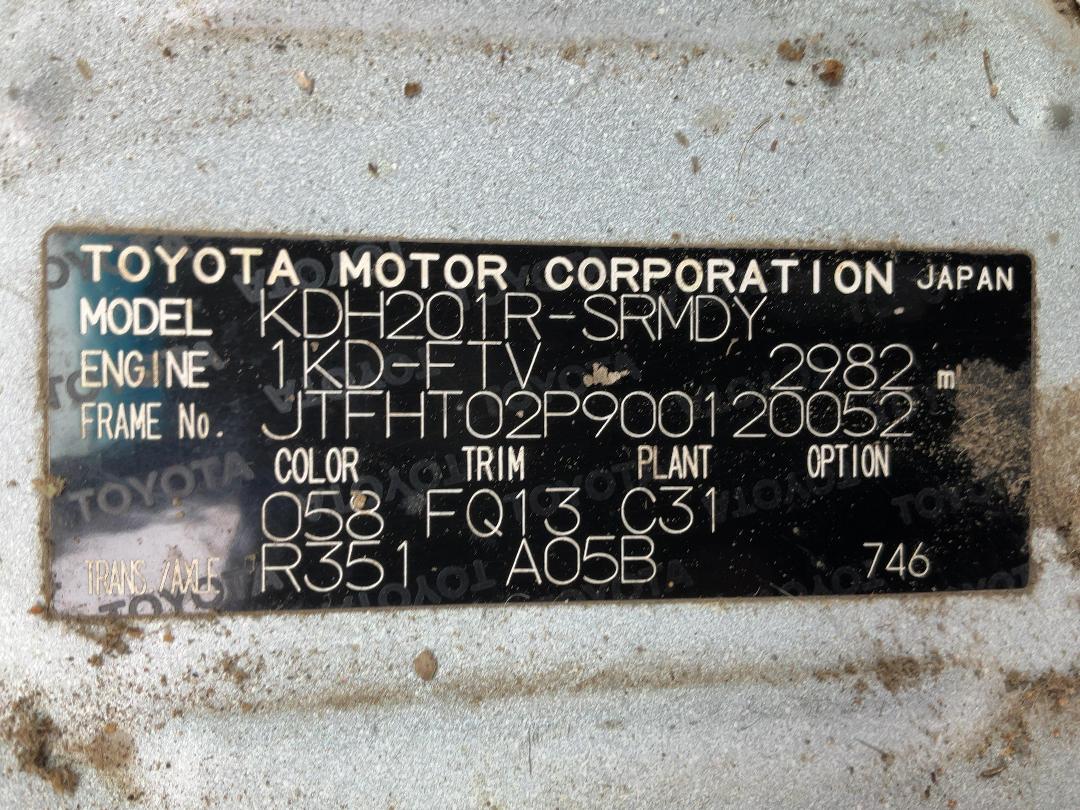 TOYOTA MOTOR CORPORATION JAPAN
MODEL KDH201R-SRMDY
ENGINE 1KD-FTV 2982 ml
FRAME No. JTFHT02P900120052
COLOR TRIM PLANT OPTION
058 FQ13 C31
TRANS./AXLE R351 A05B 746